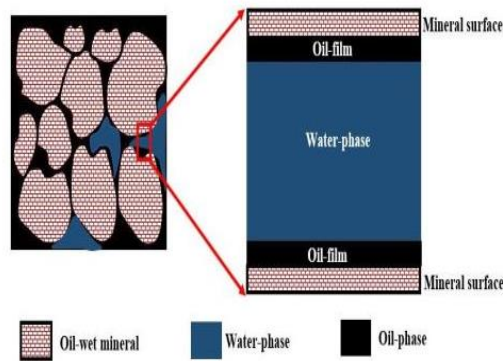 Mineral surface
Oil-film
Water-phase
Oil-film
Mineral surface
Oil-wet mineral
Water-phase
Oil-phase